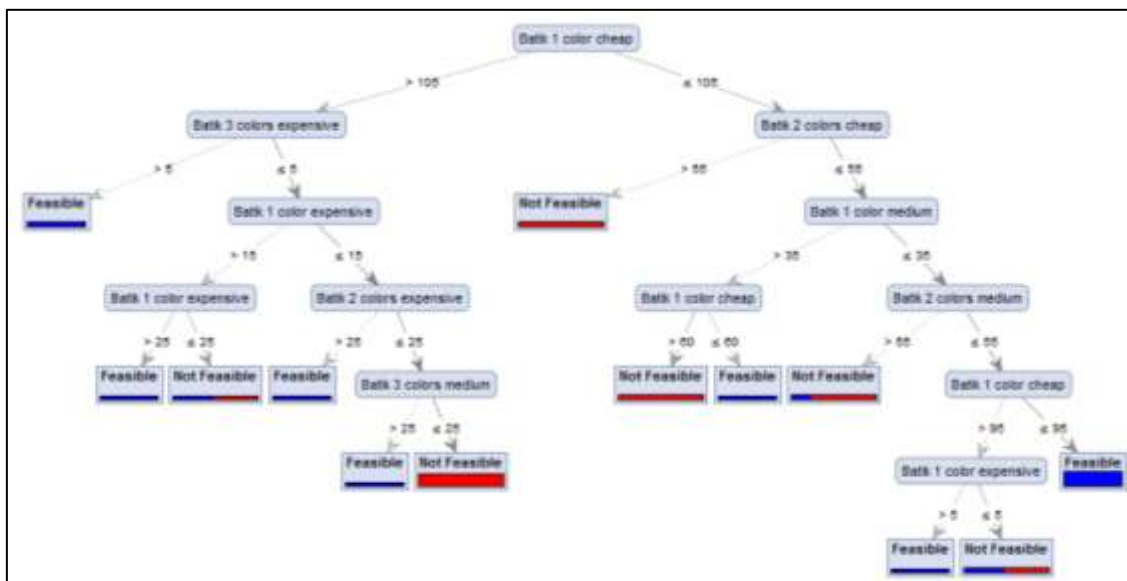 Batik 1 color cheap
> 105 ≤ 105
Batik 3 colors expensive Batik 2 colors cheap
> 5 ≤ 5 > 55 ≤ 55
Feasible Batik 1 color expensive Not Feasible Batik 1 color medium
> 15 ≤ 15 > 35 ≤ 35
Batik 1 color expensive Batik 2 colors expensive Batik 1 color cheap Batik 2 colors medium
> 25 ≤ 25 > 25 ≤ 25 > 60 ≤ 60 > 55 ≤ 55
Feasible Not Feasible Feasible Batik 3 colors medium Not Feasible Feasible Not Feasible Batik 1 color cheap
> 25 ≤ 25 > 95 ≤ 95
Feasible Not Feasible Batik 1 color expensive Feasible
> 5 ≤ 5
Feasible Not Feasible